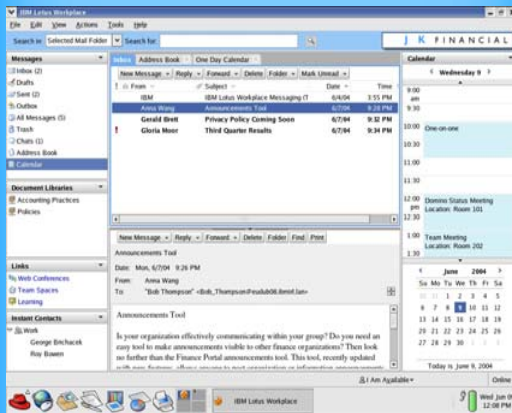 IBM Lotus Workplace
File Edit View Actions Tools Help
Search in Selected Mail Folder Search for
J K FINANCIAL
Messages
Inbox (2)
Drafts
Sent (2)
Outbox
All Messages (5)
Trash
Chats (1)
Address Book
Calendar
Document Libraries
Accounting Practices
Policies
Links
Web Conferences
Team Spaces
Learning
Instant Contacts
Work
George Brichacek
Roy Bowen
Inbox Address Book One Day Calendar
New Message Reply Forward Delete Folder Mark Unread
! From Subject Date Time
IBM IBM Lotus Workplace Messaging (T 6/4/04 3:55 PM
Anna Wang Announcements Tool 6/7/04 9:28 PM
Gerald Brett Privacy Policy Coming Soon 6/7/04 9:32 PM
! Gloria Moor Third Quarter Results 6/7/04 9:34 PM
New Message Reply Forward Delete Folder Find Print
Announcements Tool
Date: Mon, 6/7/04 9:26 PM
From: Anna Wang
To: "Bob Thompson"
Announcements Tool
Is your organization effectively communicating within your group? Do you need an
easy tool to make announcements visible to other finance organizations? Then look
no further than the Finance Portal announcements tool. This tool, recently updated
Calendar
Wednesday 9
9:00
am
9:30
10:00 One-on-one
10:30
11:00
11:30
12:00 Domino Status Meeting
pm Location: Room 101
12:30
1:00 Team Meeting
Location: Room 202
1:30
June 2004
Su Mo Tu We Th Fr Sa
30 31 1 2 3 4 5
6 7 8 9 10 11 12
13 14 15 16 17 18 19
20 21 22 23 24 25 26
27 28 29 30
Today is June 9, 2004
I Am Available Online
IBM Lotus Workplace
Wed Jun 09
12:08 PM